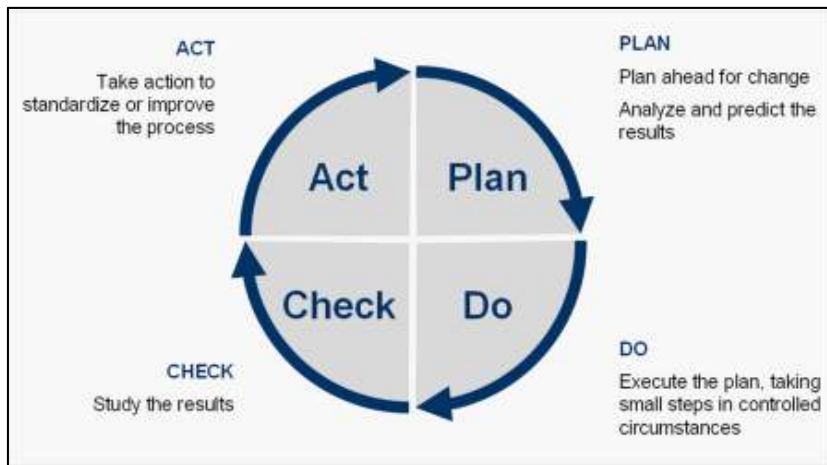 ACT
Take action to
standardize or improve
the process
PLAN
Plan ahead for change
Analyze and predict the
results
Act
Plan
Check
Do
CHECK
Study the results
DO
Execute the plan, taking
small steps in controlled
circumstances